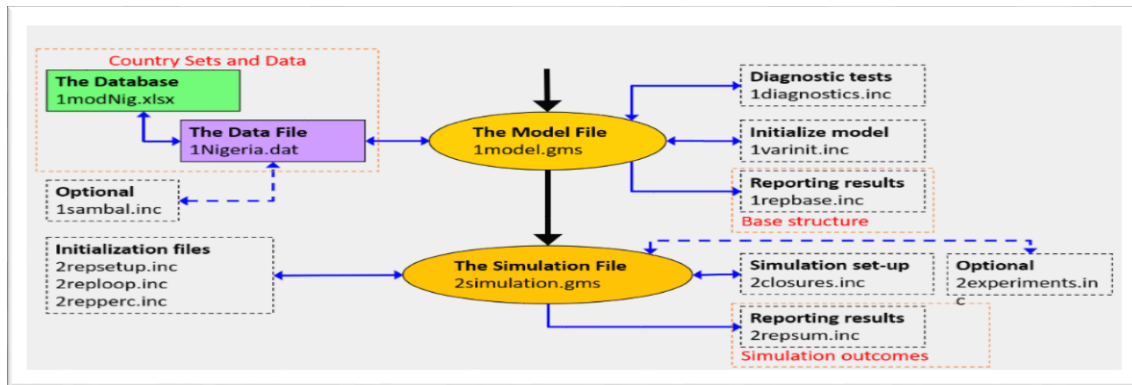 Country Sets and Data
The Database
1modNig.xlsx
The Data File
1Nigeria.dat
Optional
1sambal.inc
The Model File
1model.gms
Diagnostic tests
1diagnostics.inc
Initialize model
1varinit.inc
Reporting results
1repbase.inc
Base structure
Initialization files
2repsetup.inc
2reploop.inc
2repperc.inc
The Simulation File
2simulation.gms
Simulation set-up
2closures.inc
Optional
2experiments.in
c
Reporting results
2repsum.inc
Simulation outcomes